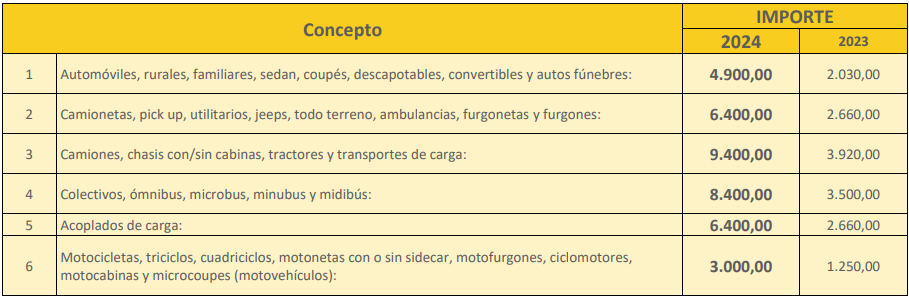 Concepto IMPORTE
2024 2023
1 Automóviles, rurales, familiares, sedan, coupés, descapotables, convertibles y autos fúnebres: 4.900,00 2.030,00
2 Camionetas, pick up, utilitarios, jeeps, todo terreno, ambulancias, furgonetas y furgones: 6.400,00 2.660,00
3 Camiones, chasis con/sin cabinas, tractores y transportes de carga: 9.400,00 3.920,00
4 Colectivos, ómnibus, microbus, minubus y midibús: 8.400,00 3.500,00
5 Acoplados de carga: 6.400,00 2.660,00
6 Motocicletas, triciclos, cuadriciclos, motonetas con o sin sidecar, motofurgones, ciclomotores,
motocabinas y microcoupes (motovehículos): 3.000,00 1.250,00